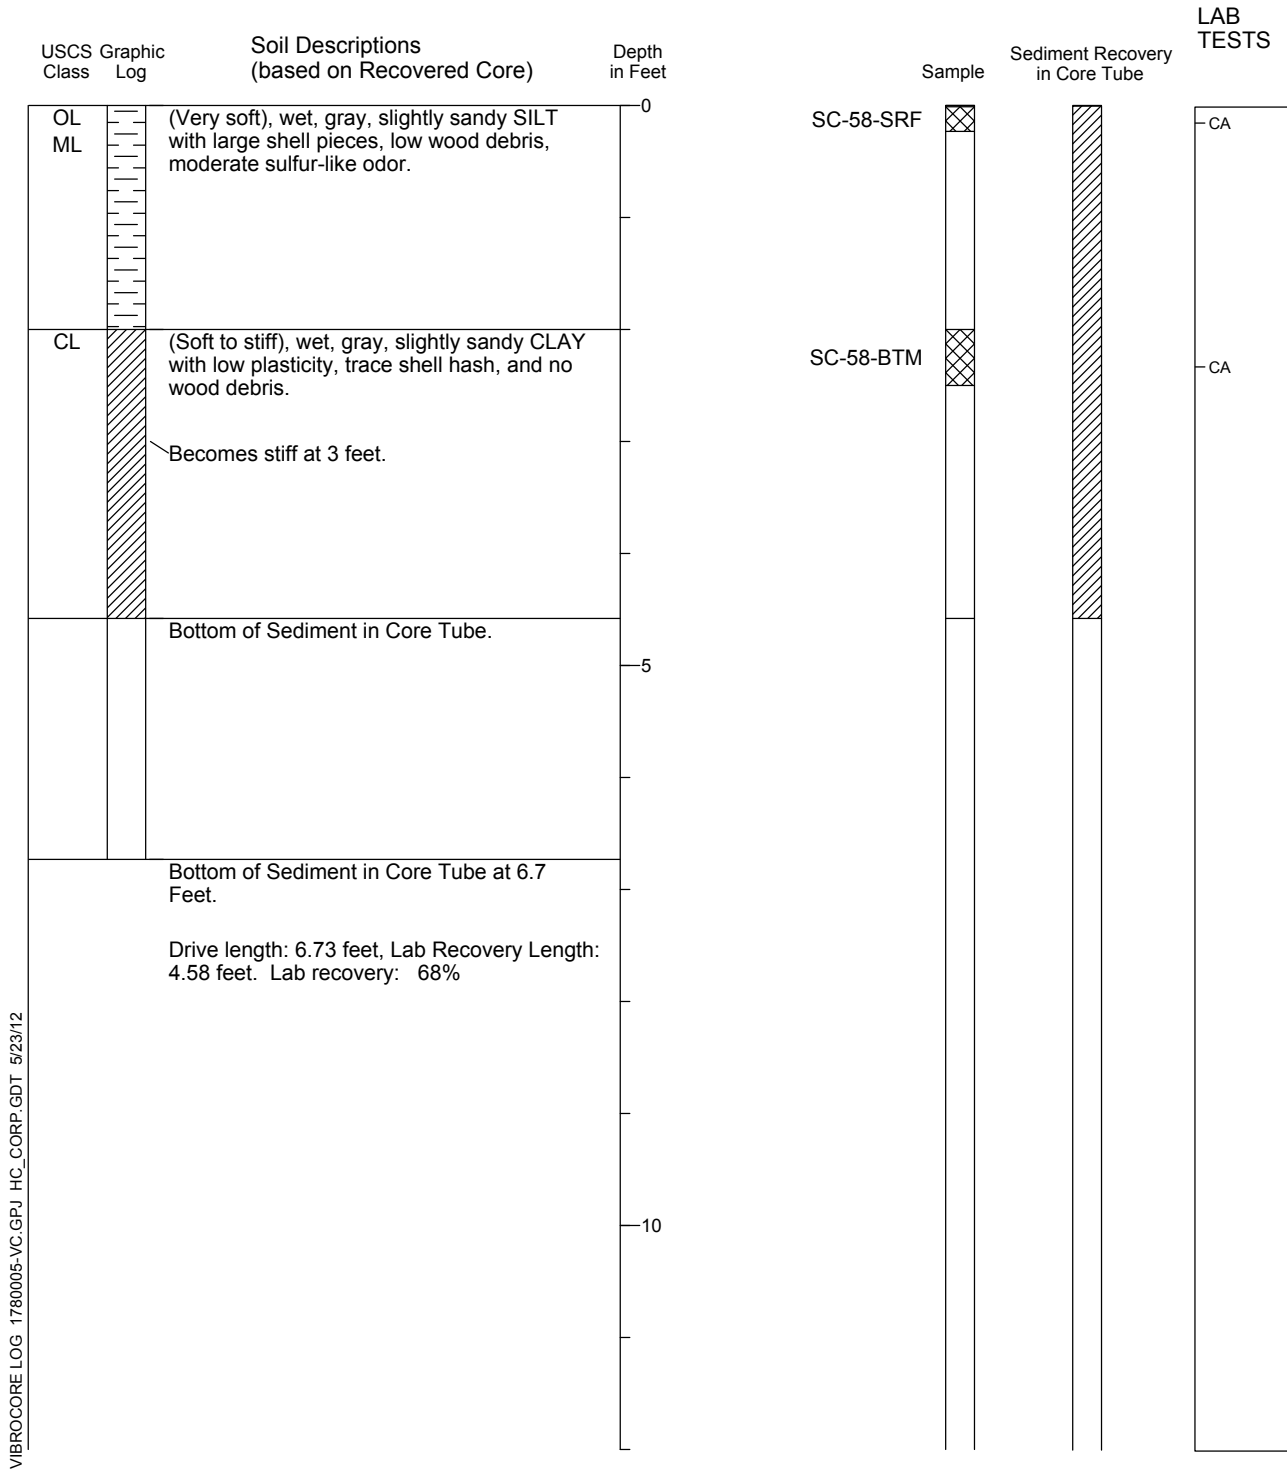 LAB
TESTS
USCS Graphic
Class Log
Soil Descriptions
(based on Recovered Core)
Depth
in Feet
Sample
Sediment Recovery
in Core Tube
0
OL
ML
(Very soft), wet, gray, slightly sandy SILT
with large shell pieces, low wood debris,
moderate sulfur-like odor.
SC-58-SRF
CA
CL
(Soft to stiff), wet, gray, slightly sandy CLAY
with low plasticity, trace shell hash, and no
wood debris.
SC-58-BTM
CA
Becomes stiff at 3 feet.
Bottom of Sediment in Core Tube.
5
Bottom of Sediment in Core Tube at 6.7
Feet.
Drive length: 6.73 feet, Lab Recovery Length:
4.58 feet. Lab recovery: 68%
10
VIBROCORE LOG 1780005-VC.GPJ HC_CORP.GDT 5/23/12